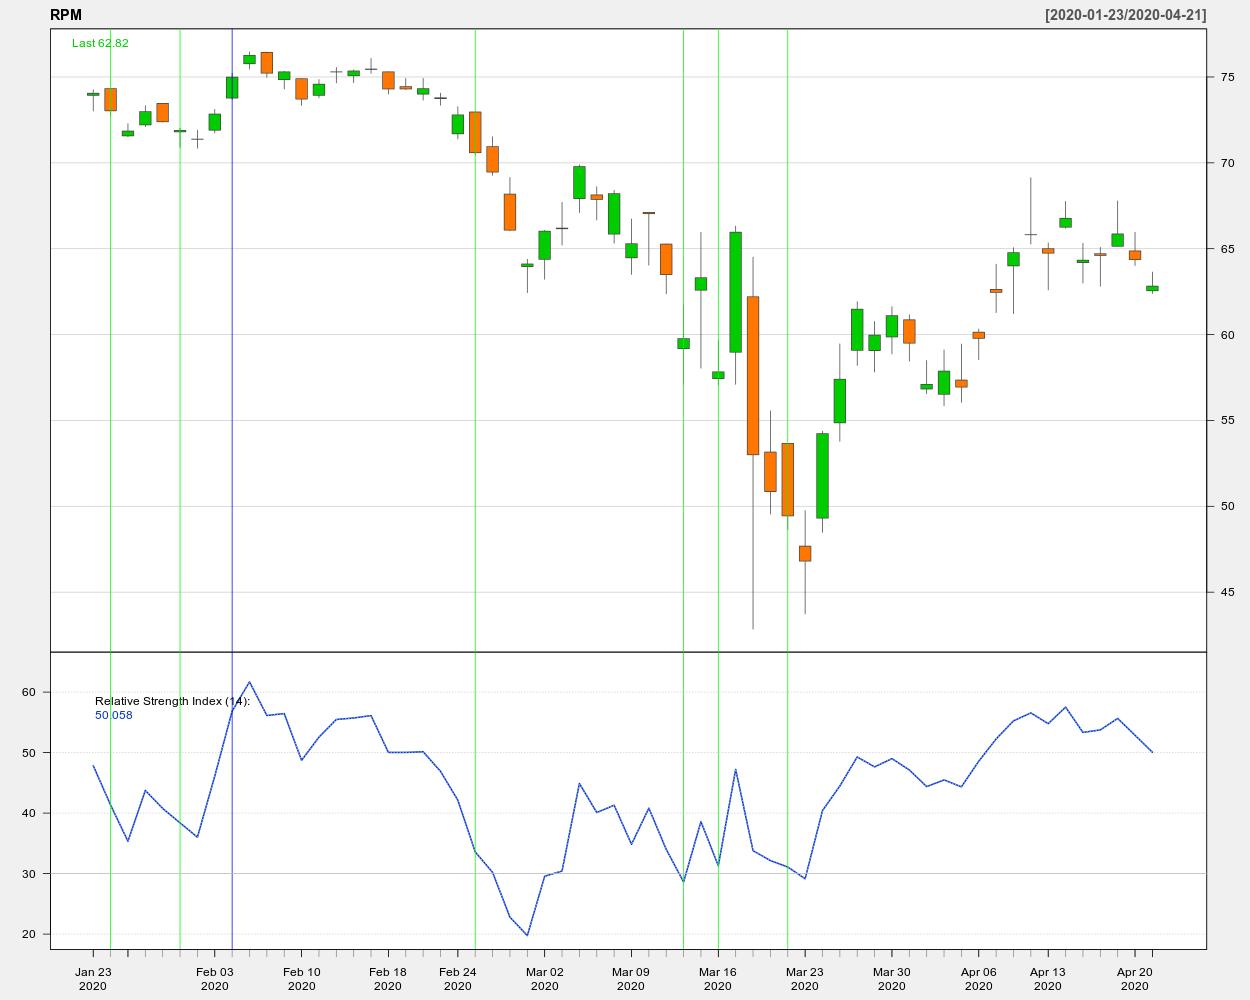 RPM [2020-01-23/2020-04-21]
Last 62.82
75
70
65
60
55
50
45
Relative Strength Index (14):
50.058
60
50
40
30
20
Jan 23 Feb 03 Feb 10 Feb 18 Feb 24 Mar 02 Mar 09 Mar 16 Mar 23 Mar 30 Apr 06 Apr 13 Apr 20
2020 2020 2020 2020 2020 2020 2020 2020 2020 2020 2020 2020 2020